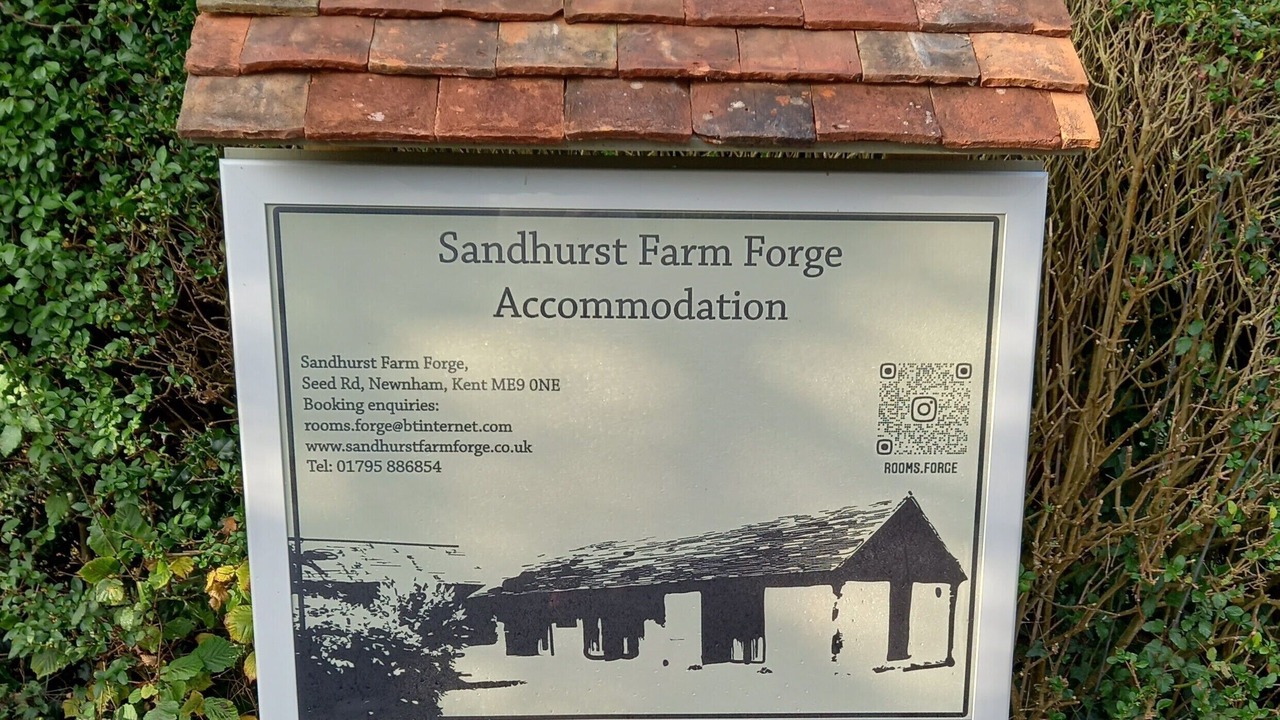 Sandhurst Farm Forge
Accommodation
Sandhurst Farm Forge,
Seed Rd, Newnham, Kent ME9 0NE
Booking enquiries:
rooms.forge@btinternet.com
www.sandhurstfarmforge.co.uk
Tel: 01795 886854
ROOMS.FORGE